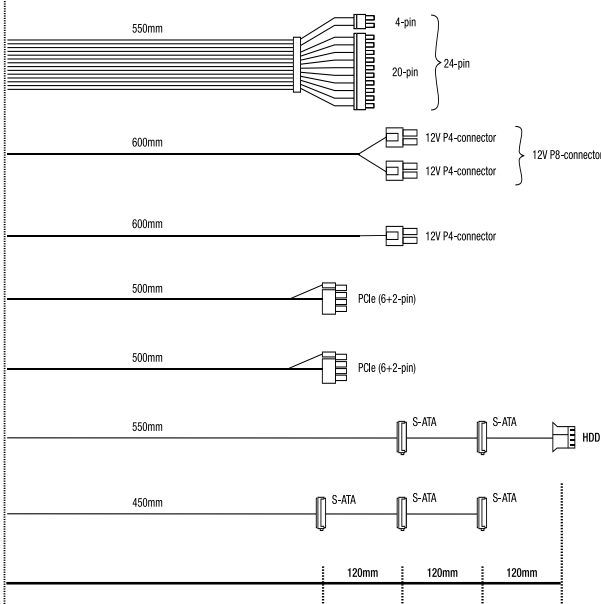 550mm
4-pin
20-pin
24-pin
600mm
12V P4-connector
12V P8-connector
12V P4-connector
600mm
12V P4-connector
500mm
PCIe (6+2-pin)
500mm
PCIe (6+2-pin)
550mm
S-ATA
S-ATA
HDD
450mm
S-ATA
S-ATA
S-ATA
120mm
120mm
120mm